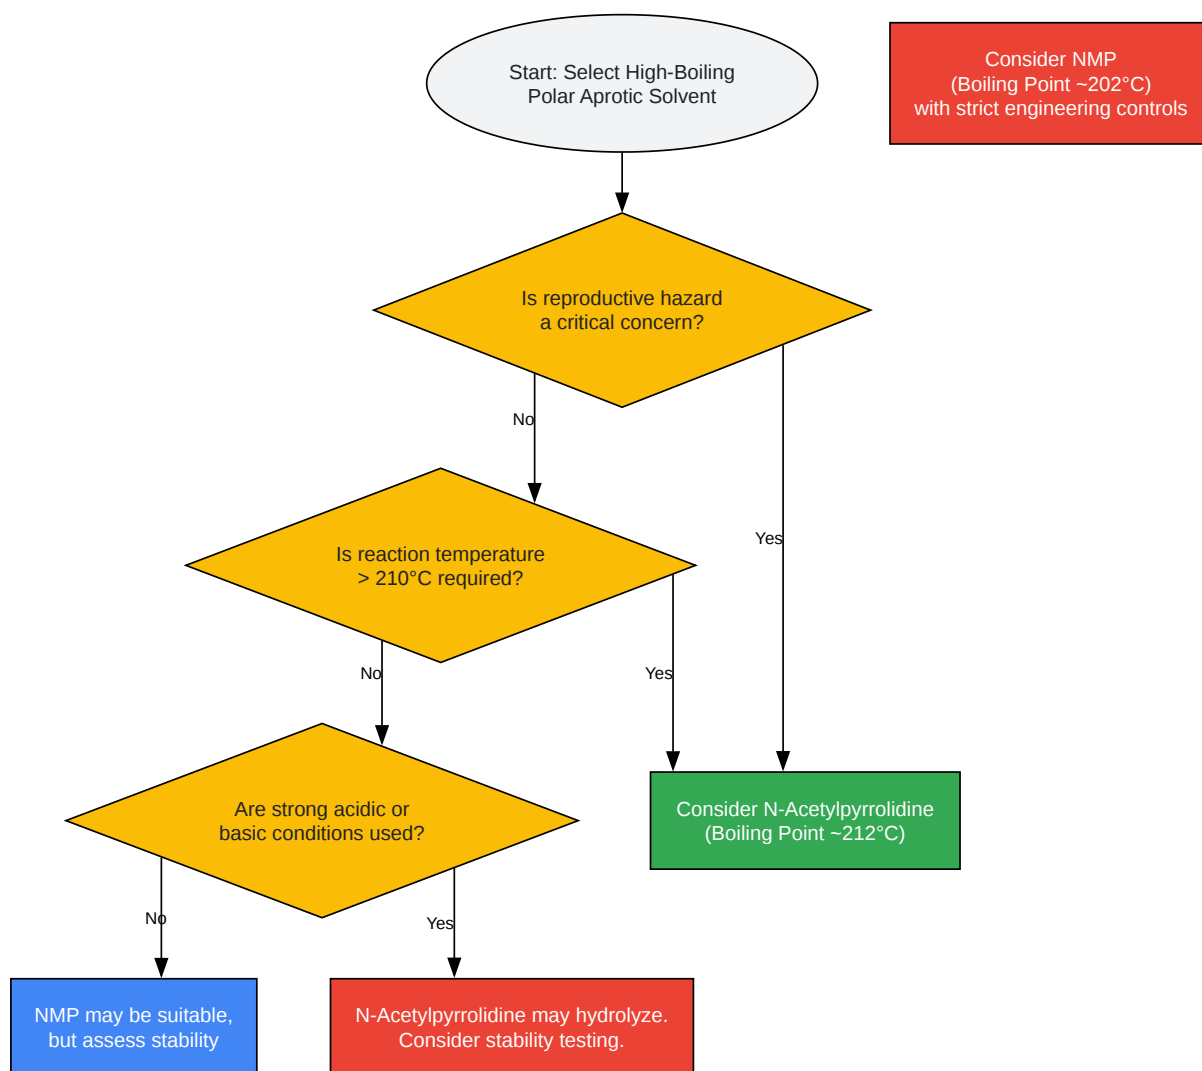 Start: Select High-Boiling
Polar Aprotic Solvent
Consider NMP
(Boiling Point ~202°C)
with strict engineering controls
Is reproductive hazard
a critical concern?
No
Yes
Is reaction temperature
> 210°C required?
No
Yes
Are strong acidic or
basic conditions used?
Consider N-Acetylpyrrolidine
(Boiling Point ~212°C)
No
Yes
NMP may be suitable,
but assess stability
N-Acetylpyrrolidine may hydrolyze.
Consider stability testing.